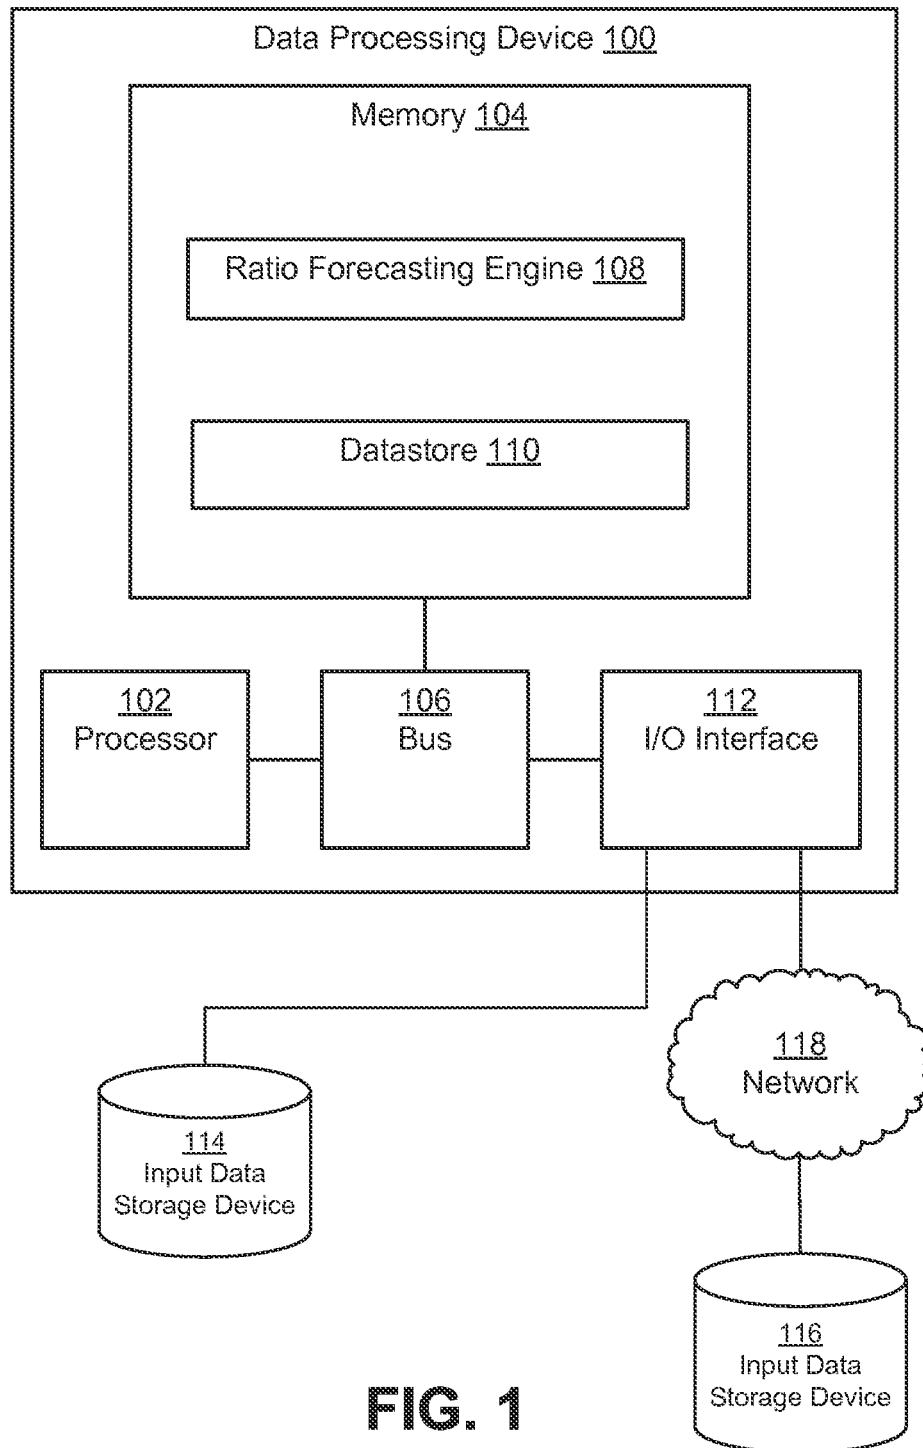 Data Processing Device 100
Memory 104
Ratio Forecasting Engine 108
Datastore 110
102
Processor
106
Bus
112
I/O Interface
118
Network
114
Input Data
Storage Device
116
Input Data
Storage Device
FIG. 1